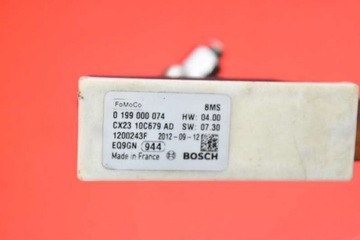 FoMoCo BMS
0 199 000 074 HW: 04.00
CX23 10C679 AD SW: 07.30
1200243F 2012-09-12
EQ9GN 944
Made in France BOSCH